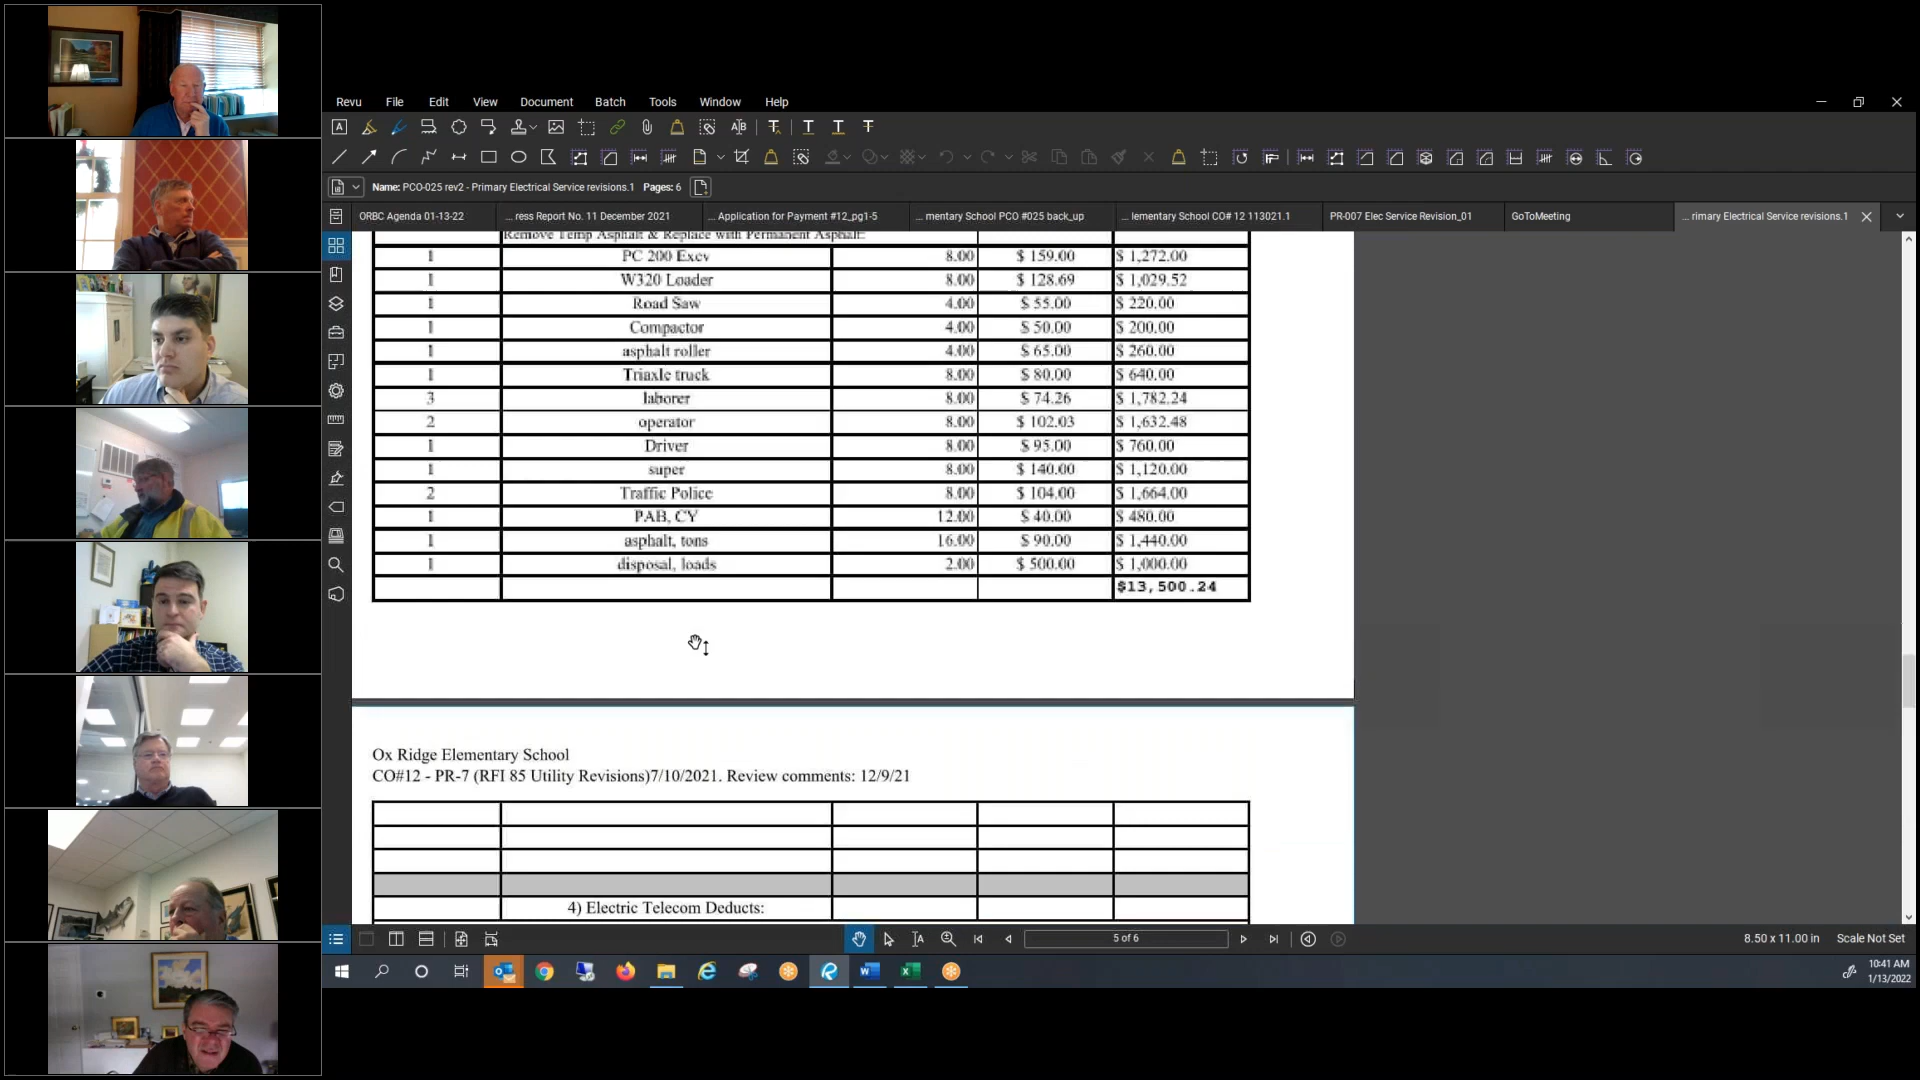 Revu File Edit View Document Batch Tools Window Help
Name: PCO-025 rev2 - Primary Electrical Service revisions.1 Pages: 6
ORBC Agenda 01-13-22 ... ress Report No. 11 December 2021 ... Application for Payment #12_pg1-5 ... mentary School PCO #025 back_up ... lementary School CO# 12 113021.1 PR-007 Elec Service Revision_01 GoToMeeting ... rimary Electrical Service revisions.1
Remove Temp Asphalt & Replace with Permanent Asphalt:
1 PC 200 Excv 8.00 $ 159.00 $ 1,272.00
1 W320 Loader 8.00 $ 128.69 $ 1,029.52
1 Road Saw 4.00 $ 55.00 $ 220.00
1 Compactor 4.00 $ 50.00 $ 200.00
1 asphalt roller 4.00 $ 65.00 $ 260.00
1 Triaxle truck 8.00 $ 80.00 $ 640.00
3 laborer 8.00 $ 74.26 $ 1,782.24
2 operator 8.00 $ 102.03 $ 1,632.48
1 Driver 8.00 $ 95.00 $ 760.00
1 super 8.00 $ 140.00 $ 1,120.00
2 Traffic Police 8.00 $ 104.00 $ 1,664.00
1 PAB, CY 12.00 $ 40.00 $ 480.00
1 asphalt, tons 16.00 $ 90.00 $ 1,440.00
1 disposal, loads 2.00 $ 500.00 $ 1,000.00
$13,500.24
Ox Ridge Elementary School
CO#12 - PR-7 (RFI 85 Utility Revisions)7/10/2021. Review comments: 12/9/21
4) Electric Telecom Deducts:
5 of 6 8.50 x 11.00 in Scale Not Set
10:41 AM
1/13/2022